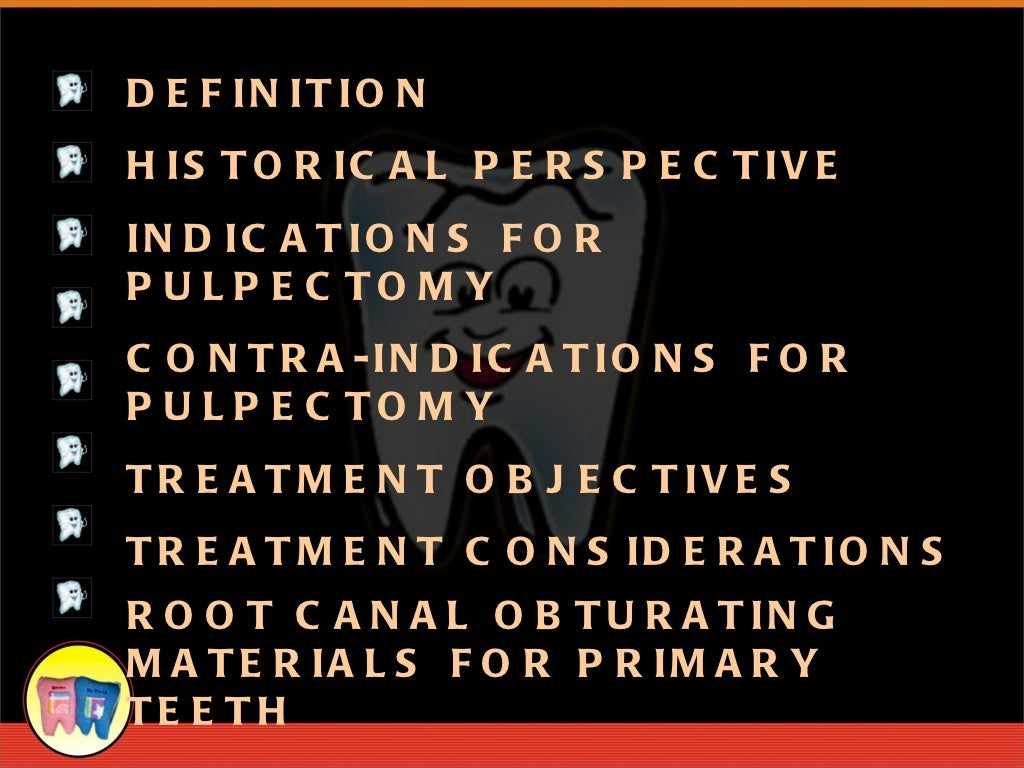 DEFINITION
HISTORICAL PERSPECTIVE
INDICATIONS FOR
PULPECTOMY
CONTRA-INDICATIONS FOR
PULPECTOMY
TREATMENT OBJECTIVES
TREATMENT CONSIDERATIONS
ROOT CANAL OBTURATING
MATERIALS FOR PRIMARY
TEETH